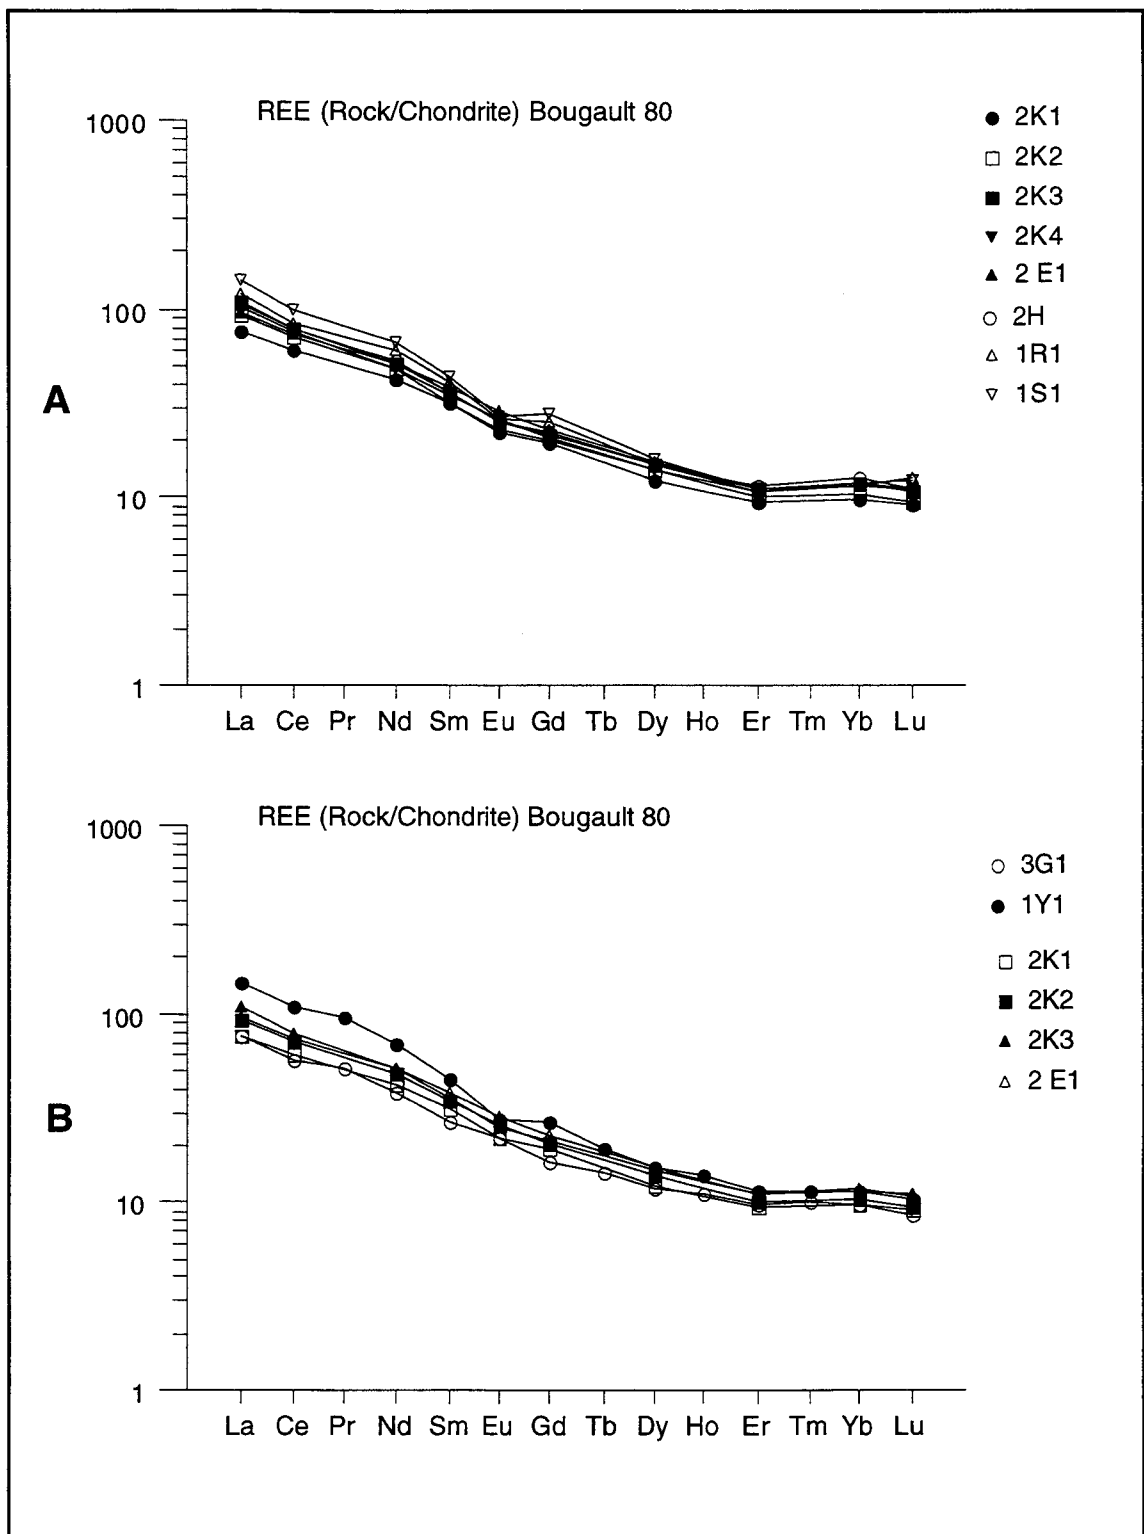 REE (Rock/Chondrite) Bougault 80
1000
100
10
1
A
La Ce Pr Nd Sm Eu Gd Tb Dy Ho Er Tm Yb Lu
2K1
2K2
2K3
2K4
2 E1
2H
1R1
1S1
REE (Rock/Chondrite) Bougault 80
1000
100
10
1
B
La Ce Pr Nd Sm Eu Gd Tb Dy Ho Er Tm Yb Lu
3G1
1Y1
2K1
2K2
2K3
2 E1